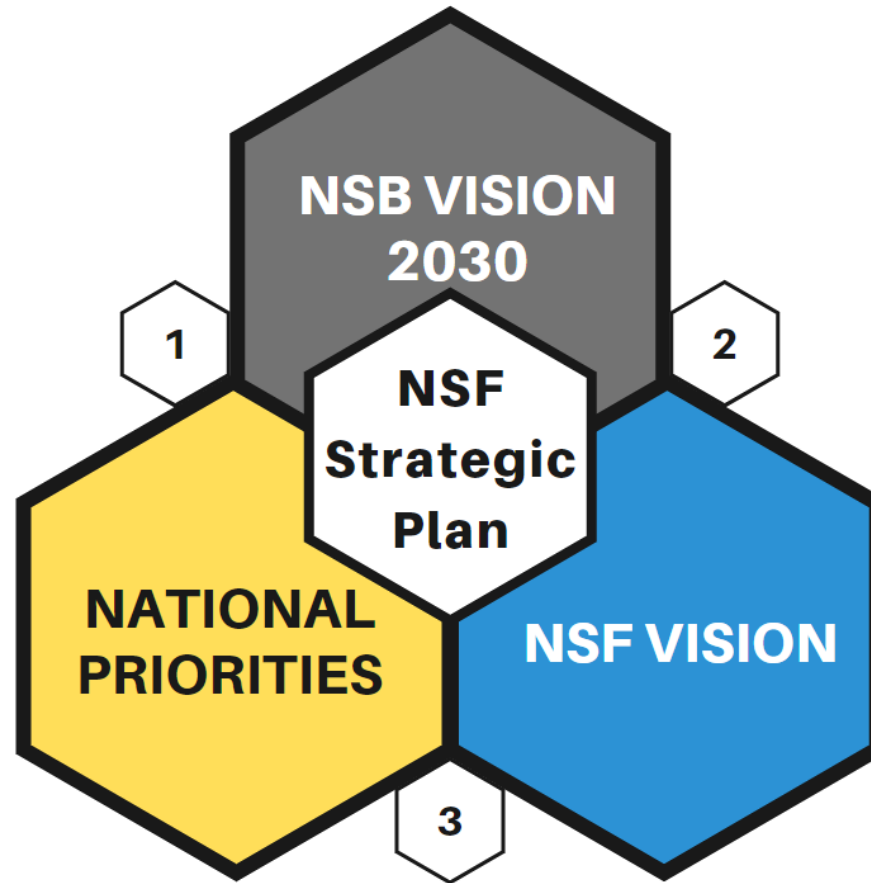 NSB VISION
2030
1
2
NSF
Strategic
Plan
NATIONAL
PRIORITIES
NSF VISION
3